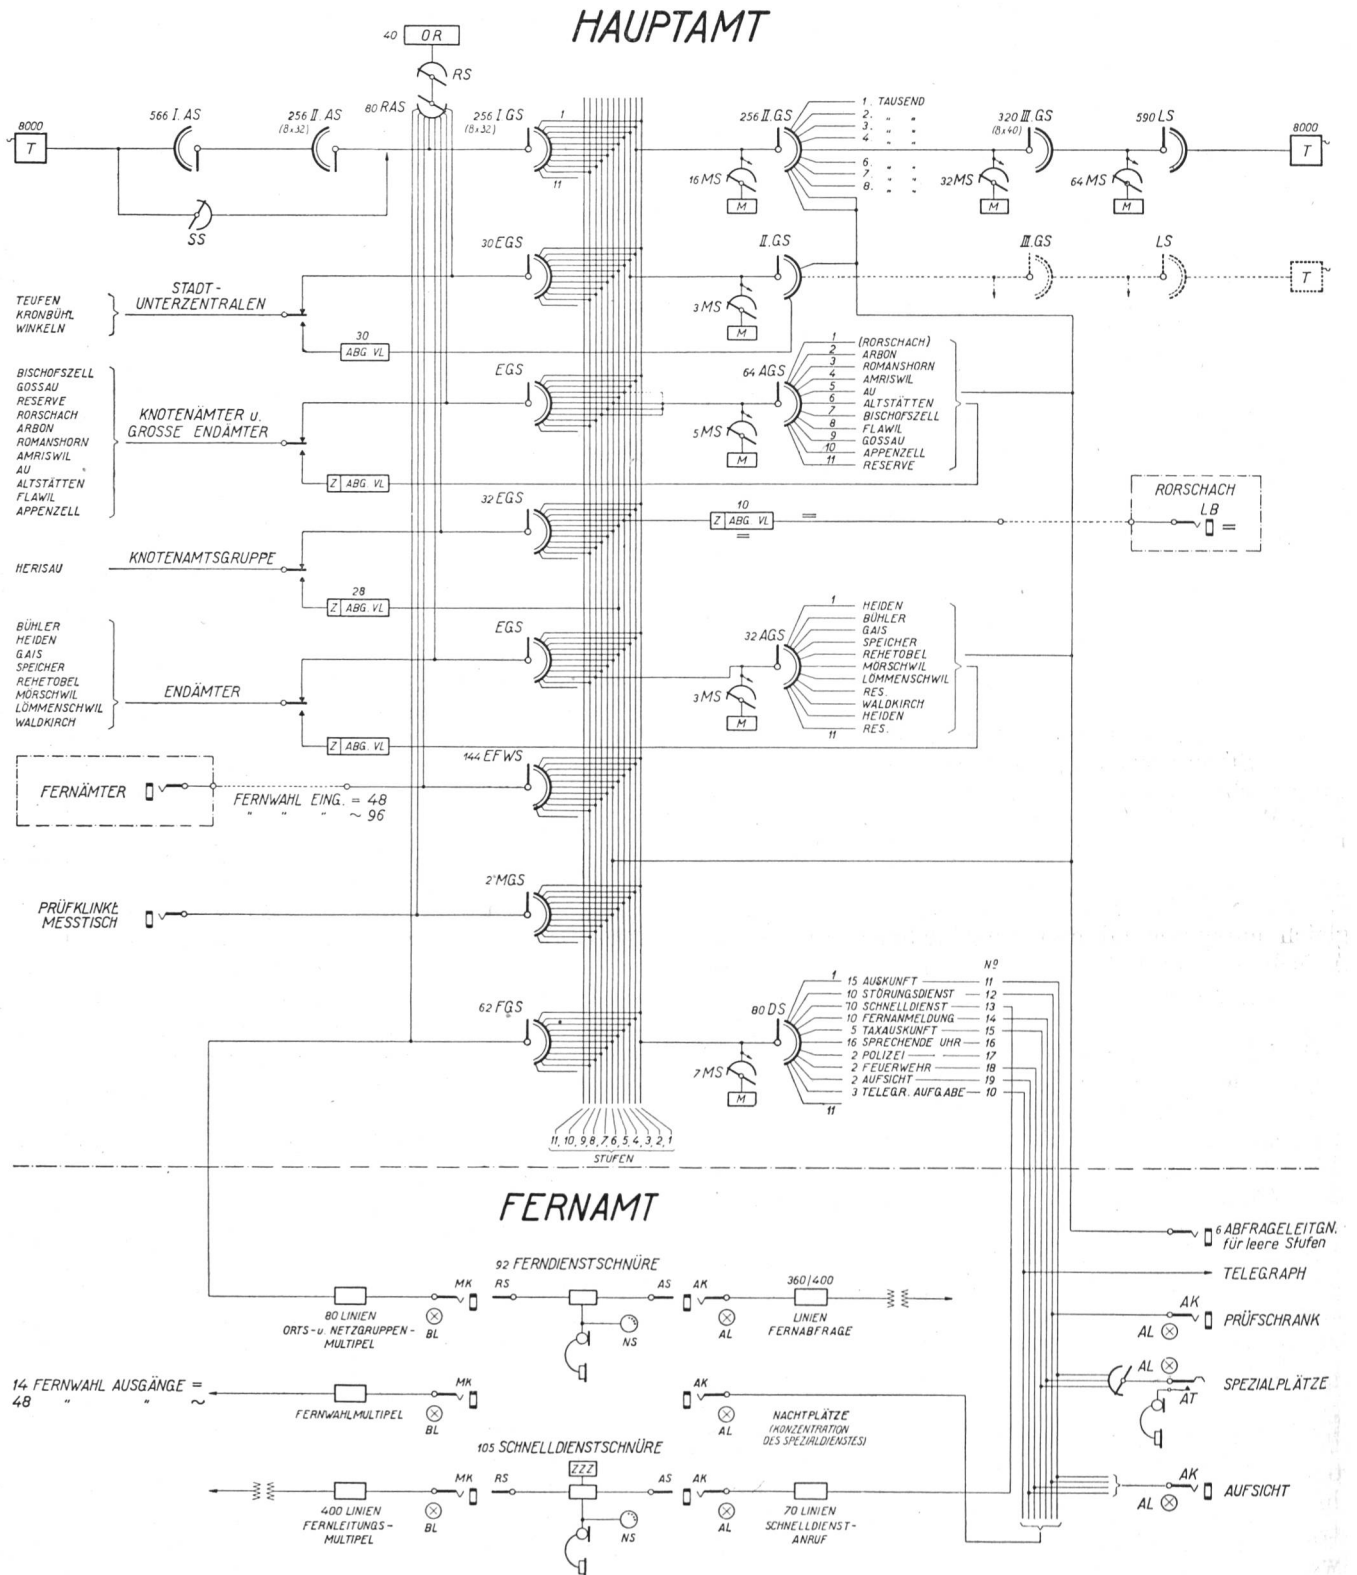 HAUPTAMT
40 OR
RS
80 RAS
8000
T
566 I. AS
256 II. AS
(8x32)
256 I GS
(8x32)
1
11
SS
256 II. GS
1. TAUSEND
2. " "
3. " "
4 " "
6. " "
7. " "
8. " "
16 MS
M
320 III. GS
(8x40)
32 MS
M
590 LS
64 MS
M
8000
T
30 EGS
II. GS
III. GS
LS
T
3 MS
M
STADT-
UNTERZENTRALEN
TEUFEN
KRONBÜHL
WINKELN
30
ABG VL
BISCHOFSZELL
GOSSAU
RESERVE
RORSCHACH
ARBON
ROMANSHORN
AMRISWIL
AU
ALTSTÄTTEN
FLAWIL
APPENZELL
KNOTENÄMTER u.
GROSSE ENDÄMTER
EGS
Z ABG. VL
64 AGS
5 MS
M
1 (RORSCHACH)
2 ARBON
3 ROMANSHORN
4 AMRISWIL
5 AU
6 ALTSTÄTTEN
7 BISCHOFSZELL
8 FLAWIL
9 GOSSAU
10 APPENZELL
11 RESERVE
32 EGS
10
Z ABG. VL
RORSCHACH
LB
HERISAU
KNOTENAMTSGRUPPE
28
Z ABG. VL
BÜHLER
HEIDEN
GAIS
SPEICHER
REHETOBEL
MÖRSCHWIL
LÖMMENSCHWIL
WALDKIRCH
ENDÄMTER
EGS
Z ABG. VL
32 AGS
3 MS
M
1 HEIDEN
BÜHLER
GAIS
SPEICHER
REHETOBEL
MÖRSCHWIL
LÖMMENSCHWIL
RES.
WALDKIRCH
HEIDEN
11 RES.
144 EFWS
FERNÄMTER
FERNWAHL EING. = 48
" " " ~ 96
2 MGS
PRÜFKLINKE
MESSTISCH
62 FGS
80 DS
7 MS
M
Nº
1 15 AUSKUNFT 11
10 STÖRUNGSDIENST 12
70 SCHNELLDIENST 13
10 FERNANMELDUNG 14
5 TAXAUSKUNFT 15
16 SPRECHENDE UHR 16
2 POLIZEI 17
2 FEUERWEHR 18
2 AUFSICHT 19
3 TELEGR. AUFGABE 10
11
11, 10, 9, 8, 7, 6, 5, 4, 3, 2, 1
STUFEN
FERNAMT
6 ABFRAGELEITGN.
für leere Stufen
TELEGRAPH
92 FERNDIENSTSCHNÜRE
MK
RS
AS
AK
360/400
80 LINIEN
ORTS- u. NETZGRUPPEN-
MULTIPEL
BL
NS
AL
LINIEN
FERNABFRAGE
AK
AL
PRÜFSCHRANK
14 FERNWAHL AUSGÄNGE =
48 " " ~
FERNWAHLMULTIPEL
MK
BL
AK
AL
NACHTPLÄTZE
(KONZENTRATION
DES SPEZIALDIENSTES)
AL
AT
SPEZIALPLÄTZE
105 SCHNELLDIENSTSCHNÜRE
ZZZ
MK
RS
AS
AK
400 LINIEN
FERNLEITUNGS-
MULTIPEL
BL
NS
AL
70 LINIEN
SCHNELLDIENST-
ANRUF
AK
AL
AUFSICHT